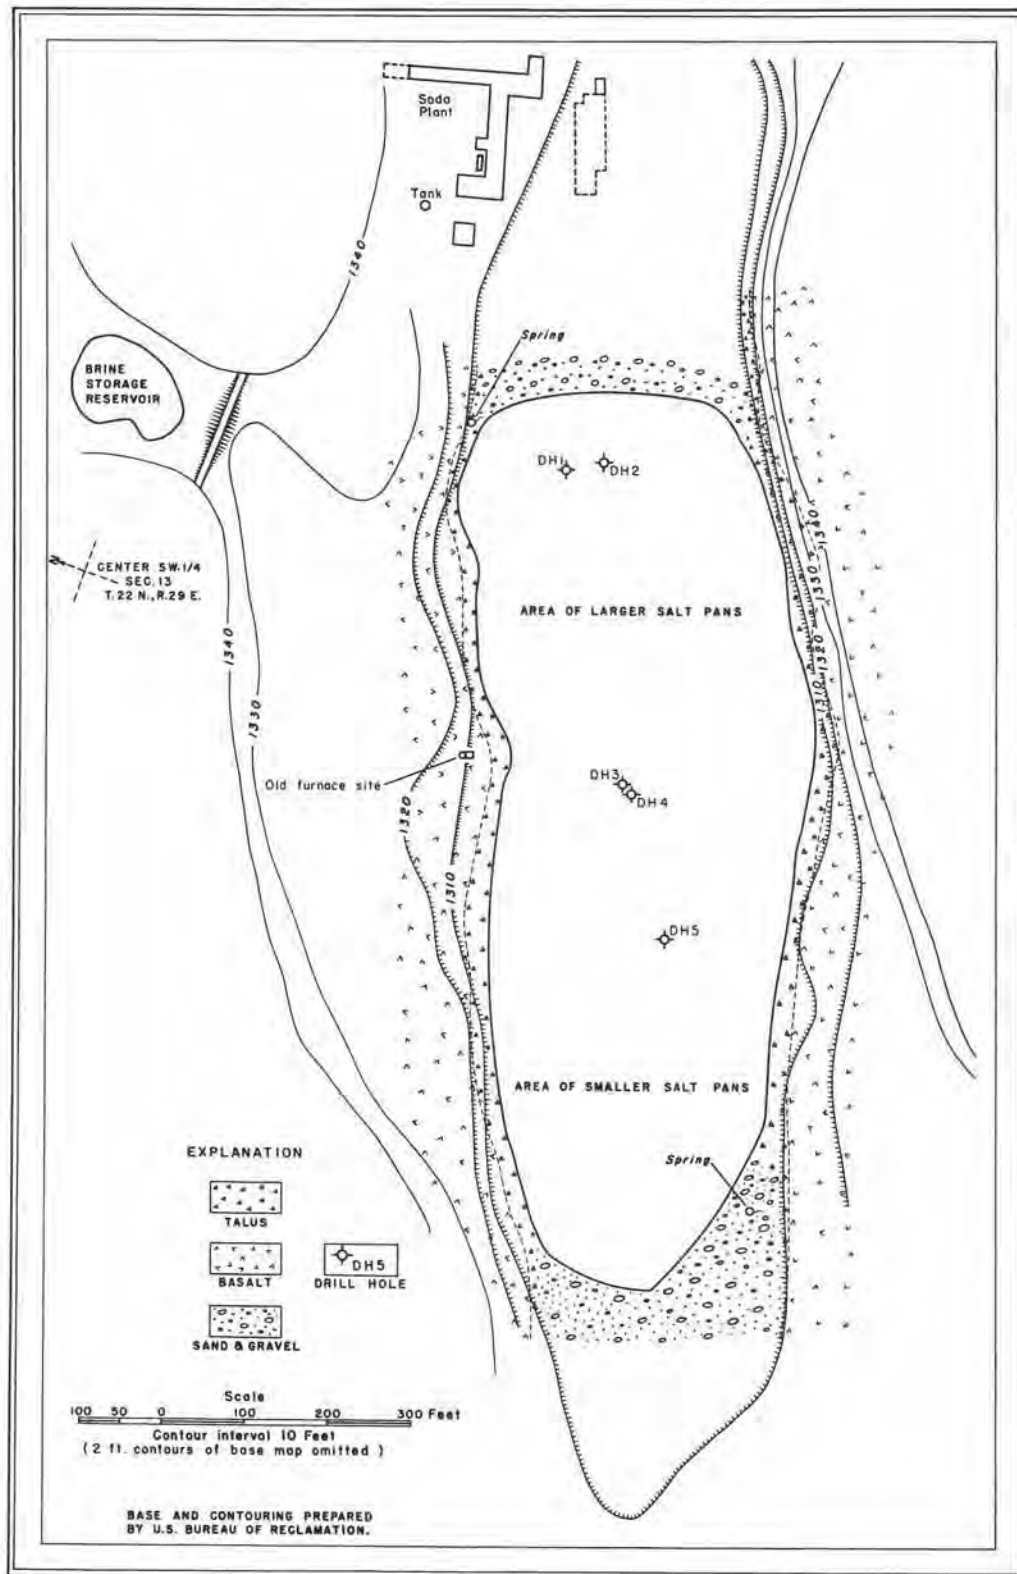 Soda
Plant
Tank
1340
Spring
BRINE
STORAGE
RESERVOIR
DH1
DH2
N
CENTER SW. 1/4
SEC. 13
T. 22 N., R. 29 E.
1340
1330
1320
1310
AREA OF LARGER SALT PANS
1340
1330
Old furnace site
1320
1310
DH3
DH4
DH5
AREA OF SMALLER SALT PANS
Spring
EXPLANATION
TALUS
BASALT
DH5
DRILL HOLE
SAND & GRAVEL
Scale
100 50 0 100 200 300 Feet
Contour interval 10 Feet
( 2 ft. contours of base map omitted )
BASE AND CONTOURING PREPARED
BY U.S. BUREAU OF RECLAMATION.